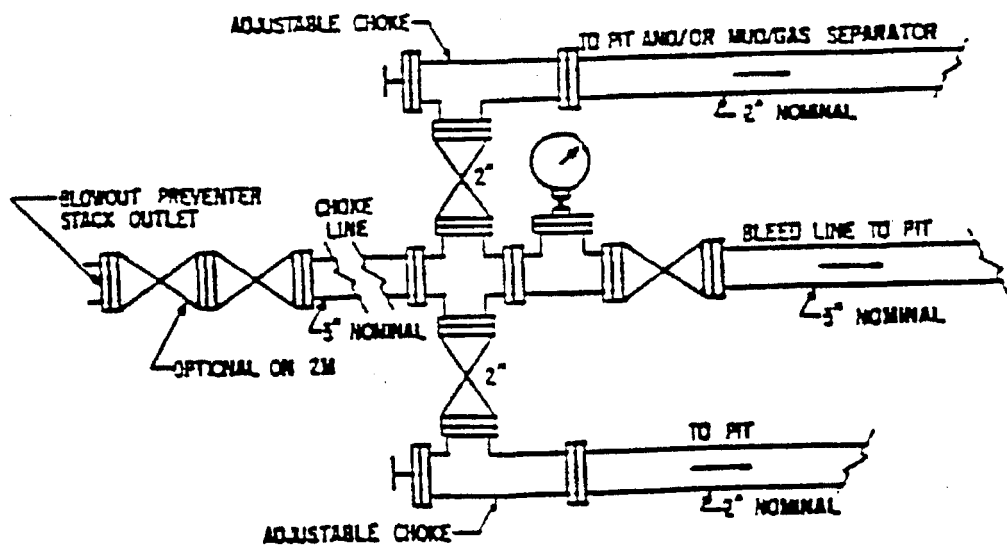 ADJUSTABLE CHOKE
TO PIT AND/OR MUD/GAS SEPARATOR
2" NOMINAL
2"
BLOWOUT PREVENTER
STACK OUTLET
CHOKE
LINE
BLEED LINE TO PIT
3" NOMINAL
3" NOMINAL
OPTIONAL ON 2M
2"
TO PIT
2" NOMINAL
ADJUSTABLE CHOKE